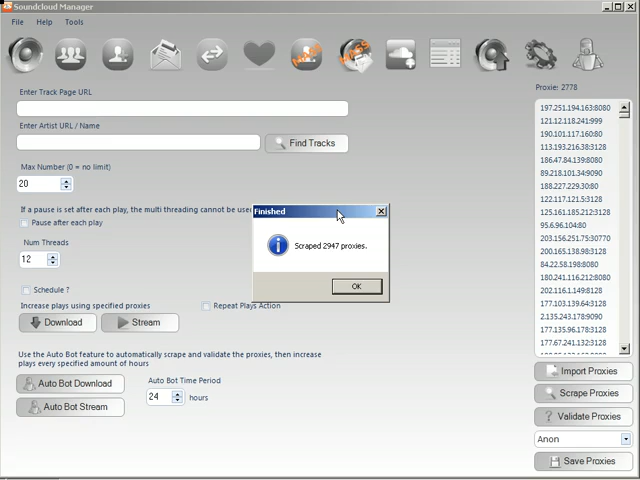 Soundcloud Manager
File Help Tools
Enter Track Page URL
Enter Artist URL / Name
Find Tracks
Max Number (0 = no limit)
20
If a pause is set after each play, the multi threading cannot be use
Pause after each play
Num Threads
12
Schedule ?
Increase plays using specified proxies
Repeat Plays Action
Download
Stream
Use the Auto Bot feature to automatically scrape and validate the proxies, then increase
plays every specified amount of hours
Auto Bot Download
Auto Bot Time Period
24 hours
Auto Bot Stream
Finished
Scraped 2947 proxies.
OK
Proxie: 2778
197.251.194.163:8080
121.12.118.241:999
190.101.117.160:80
113.193.216.38:3128
186.47.84.139:8080
89.218.101.34:9090
188.227.229.30:80
122.117.121.5:3128
125.161.185.212:3128
95.6.96.104:80
203.156.251.75:30770
200.165.138.98:3128
84.22.58.198:8080
180.241.116.212:8080
202.116.1.149:8128
177.103.139.64:3128
2.135.243.178:9090
177.135.96.178:3128
177.67.241.132:3128
Import Proxies
Scrape Proxies
Validate Proxies
Anon
Save Proxies